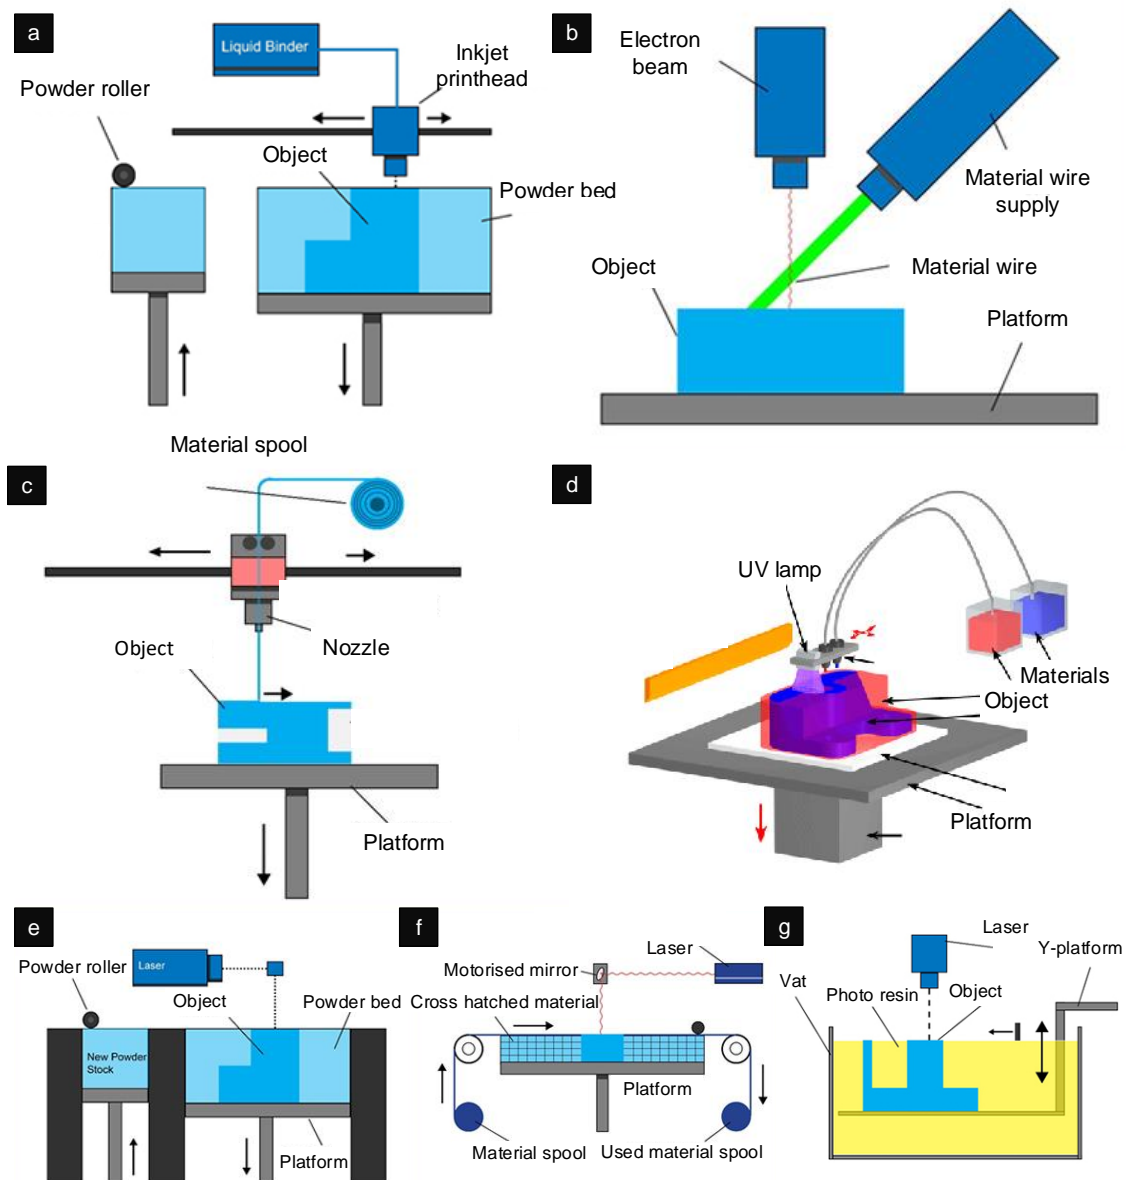 a
Liquid Binder
Inkjet
printhead
Powder roller
Object
Powder bed
b
Electron
beam
Material wire
supply
Object
Material wire
Platform
Material spool
c
Nozzle
Object
Platform
d
UV lamp
Materials
Object
Platform
e
Laser
Powder roller
Object
Powder bed
New Powder
Stock
Platform
f
Laser
Motorised mirror
Cross hatched material
Platform
Material spool
Used material spool
g
Laser
Y-platform
Vat
Photo resin
Object